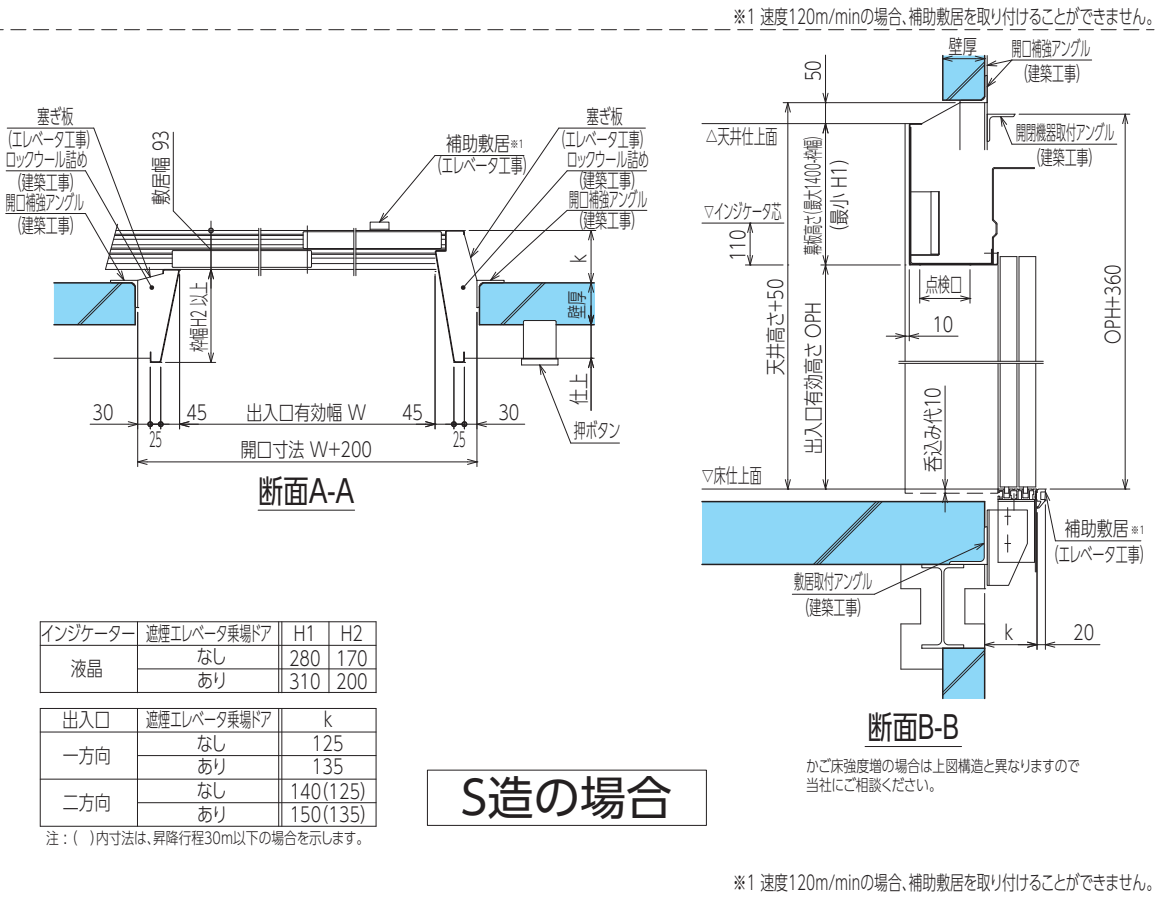 ※1 速度120m/minの場合、補助敷居を取り付けることができません。
塞ぎ板
(エレベータ工事)
ロックウール詰め
(建築工事)
開口補強アングル
(建築工事)
敷居幅 93
補助敷居※1
(エレベータ工事)
塞ぎ板
(エレベータ工事)
ロックウール詰め
(建築工事)
開口補強アングル
(建築工事)
k
壁厚
仕上
枠幅H2 以上
押ボタン
30
25
45
出入口有効幅 W
45
25
30
開口寸法 W+200
断面A-A
壁厚
開口補強アングル
(建築工事)
50
△天井仕上面
開閉機器取付アングル
(建築工事)
幕板高さ(最大1400-枠幅)
(最小 H1)
▽インジケータ芯
110
点検口
10
天井高さ+50
出入口有効高さ OPH
OPH+360
呑込み代10
▽床仕上面
補助敷居※1
(エレベータ工事)
敷居取付アングル
(建築工事)
k
20
断面B-B
かご床強度増の場合は上図構造と異なりますので
当社にご相談ください。
インジケーター 遮煙エレベータ乗場ドア H1 H2
液晶 なし 280 170
あり 310 200
出入口 遮煙エレベータ乗場ドア k
一方向 なし 125
あり 135
二方向 なし 140(125)
あり 150(135)
注：( )内寸法は、昇降行程30m以下の場合を示します。
S造の場合
※1 速度120m/minの場合、補助敷居を取り付けることができません。